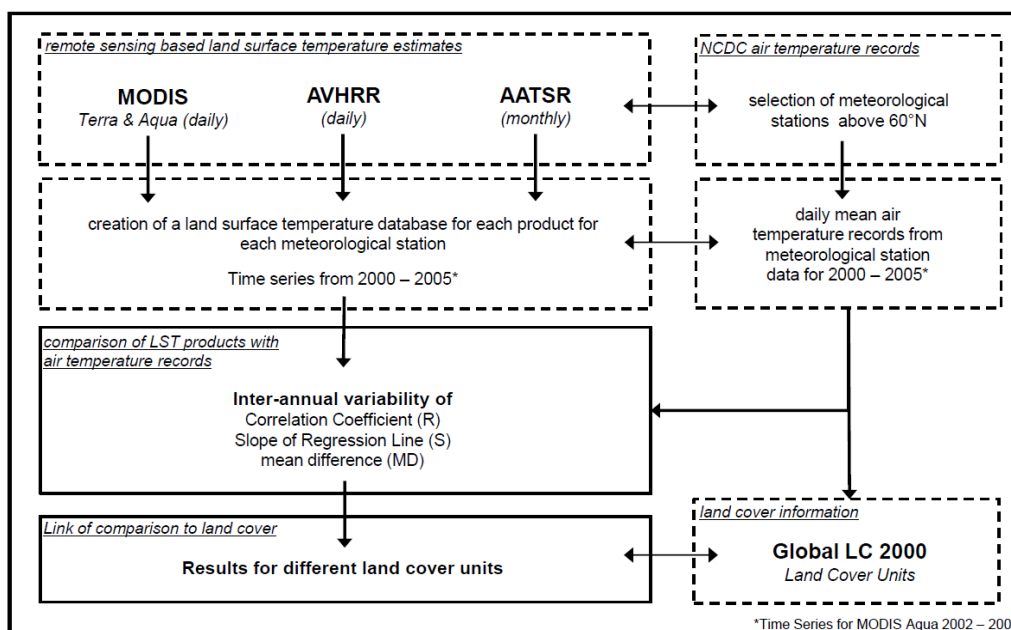 remote sensing based land surface temperature estimates
MODIS
Terra & Aqua (daily)
AVHRR
(daily)
AATSR
(monthly)
NCDC air temperature records
selection of meteorological
stations above 60°N
creation of a land surface temperature database for each product for
each meteorological station
Time series from 2000 – 2005*
daily mean air
temperature records from
meteorological station
data for 2000 – 2005*
comparison of LST products with
air temperature records
Inter-annual variability of
Correlation Coefficient (R)
Slope of Regression Line (S)
mean difference (MD)
Link of comparison to land cover
Results for different land cover units
land cover information
Global LC 2000
Land Cover Units
*Time Series for MODIS Aqua 2002 –